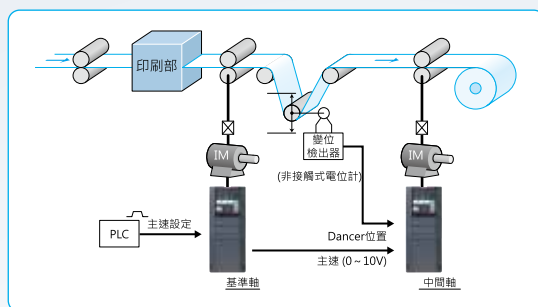 印刷部
IM
變位
檢出器
(非接觸式電位計)
IM
PLC
主速設定
Dancer位置
主速 (0~10V)
基準軸
中間軸